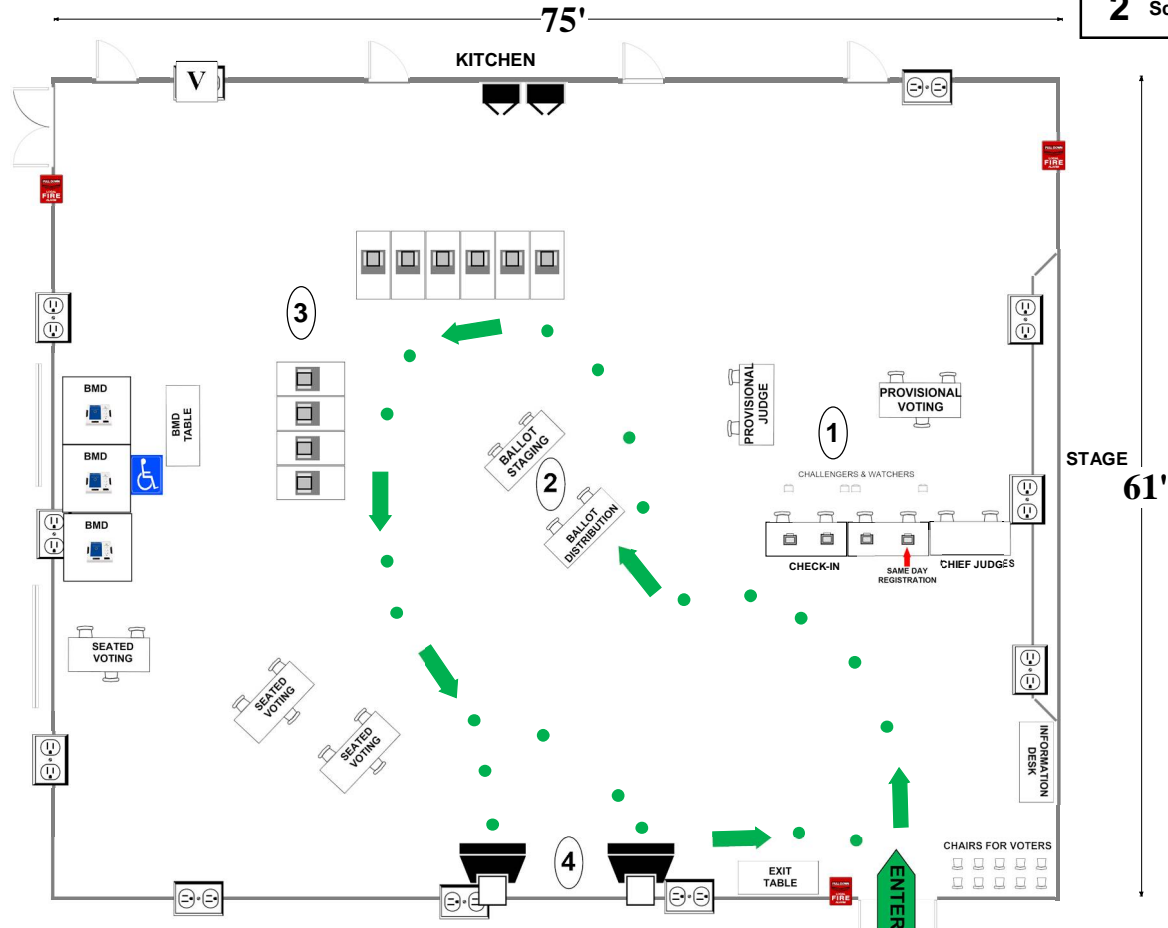 75'
2 Sc
KITCHEN
V
FIRE
FIRE
3
BMD
BMD
TABLE
BMD
BMD
PROVISIONAL
JUDGE
PROVISIONAL
VOTING
1
BALLOT
STAGING
2
BALLOT
DISTRIBUTION
CHALLENGERS & WATCHERS
STAGE
61'
CHECK-IN
SAME DAY
REGISTRATION
CHIEF JUDGES
SEATED
VOTING
SEATED
VOTING
SEATED
VOTING
INFORMATION
DESK
4
EXIT
TABLE
FIRE
ENTER
CHAIRS FOR VOTERS